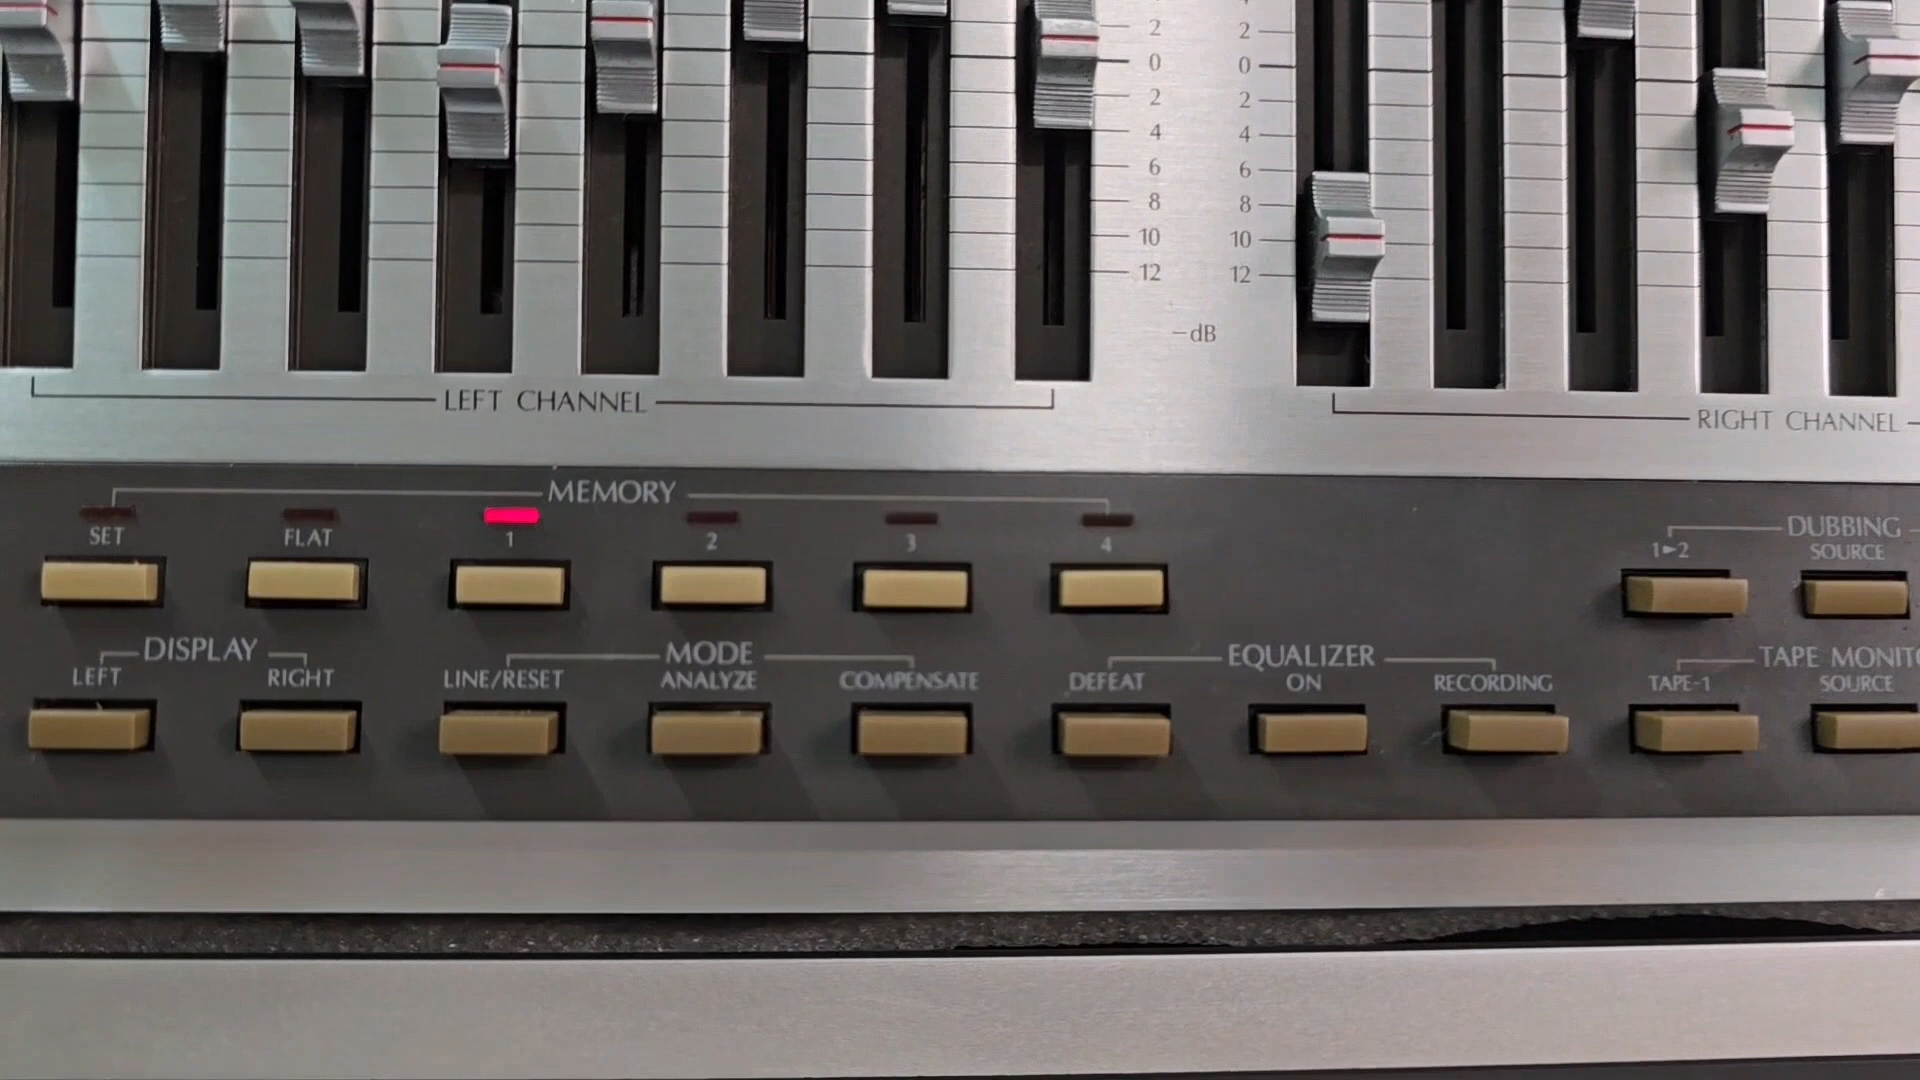 2 2
0 0
2 2
4 4
6 6
8 8
10 10
12 12
−dB
LEFT CHANNEL
RIGHT CHANNEL
MEMORY
SET FLAT 1 2 3 4
DUBBING
1►2 SOURCE
DISPLAY MODE EQUALIZER TAPE MONITO
LEFT RIGHT LINE/RESET ANALYZE COMPENSATE DEFEAT ON RECORDING TAPE-1 SOURCE